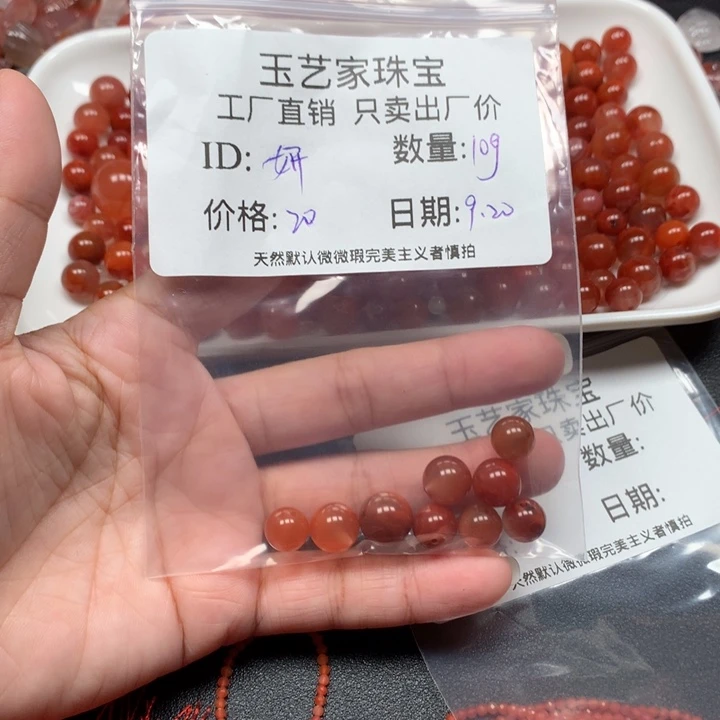 玉艺家珠宝
工厂直销 只卖出厂价
ID: 妍 数量: 10g
价格: 20 日期: 9.20
天然默认微微瑕完美主义者慎拍
玉艺家珠宝
卖出厂价
数量:
日期:
天然默认微微瑕完美主义者慎拍